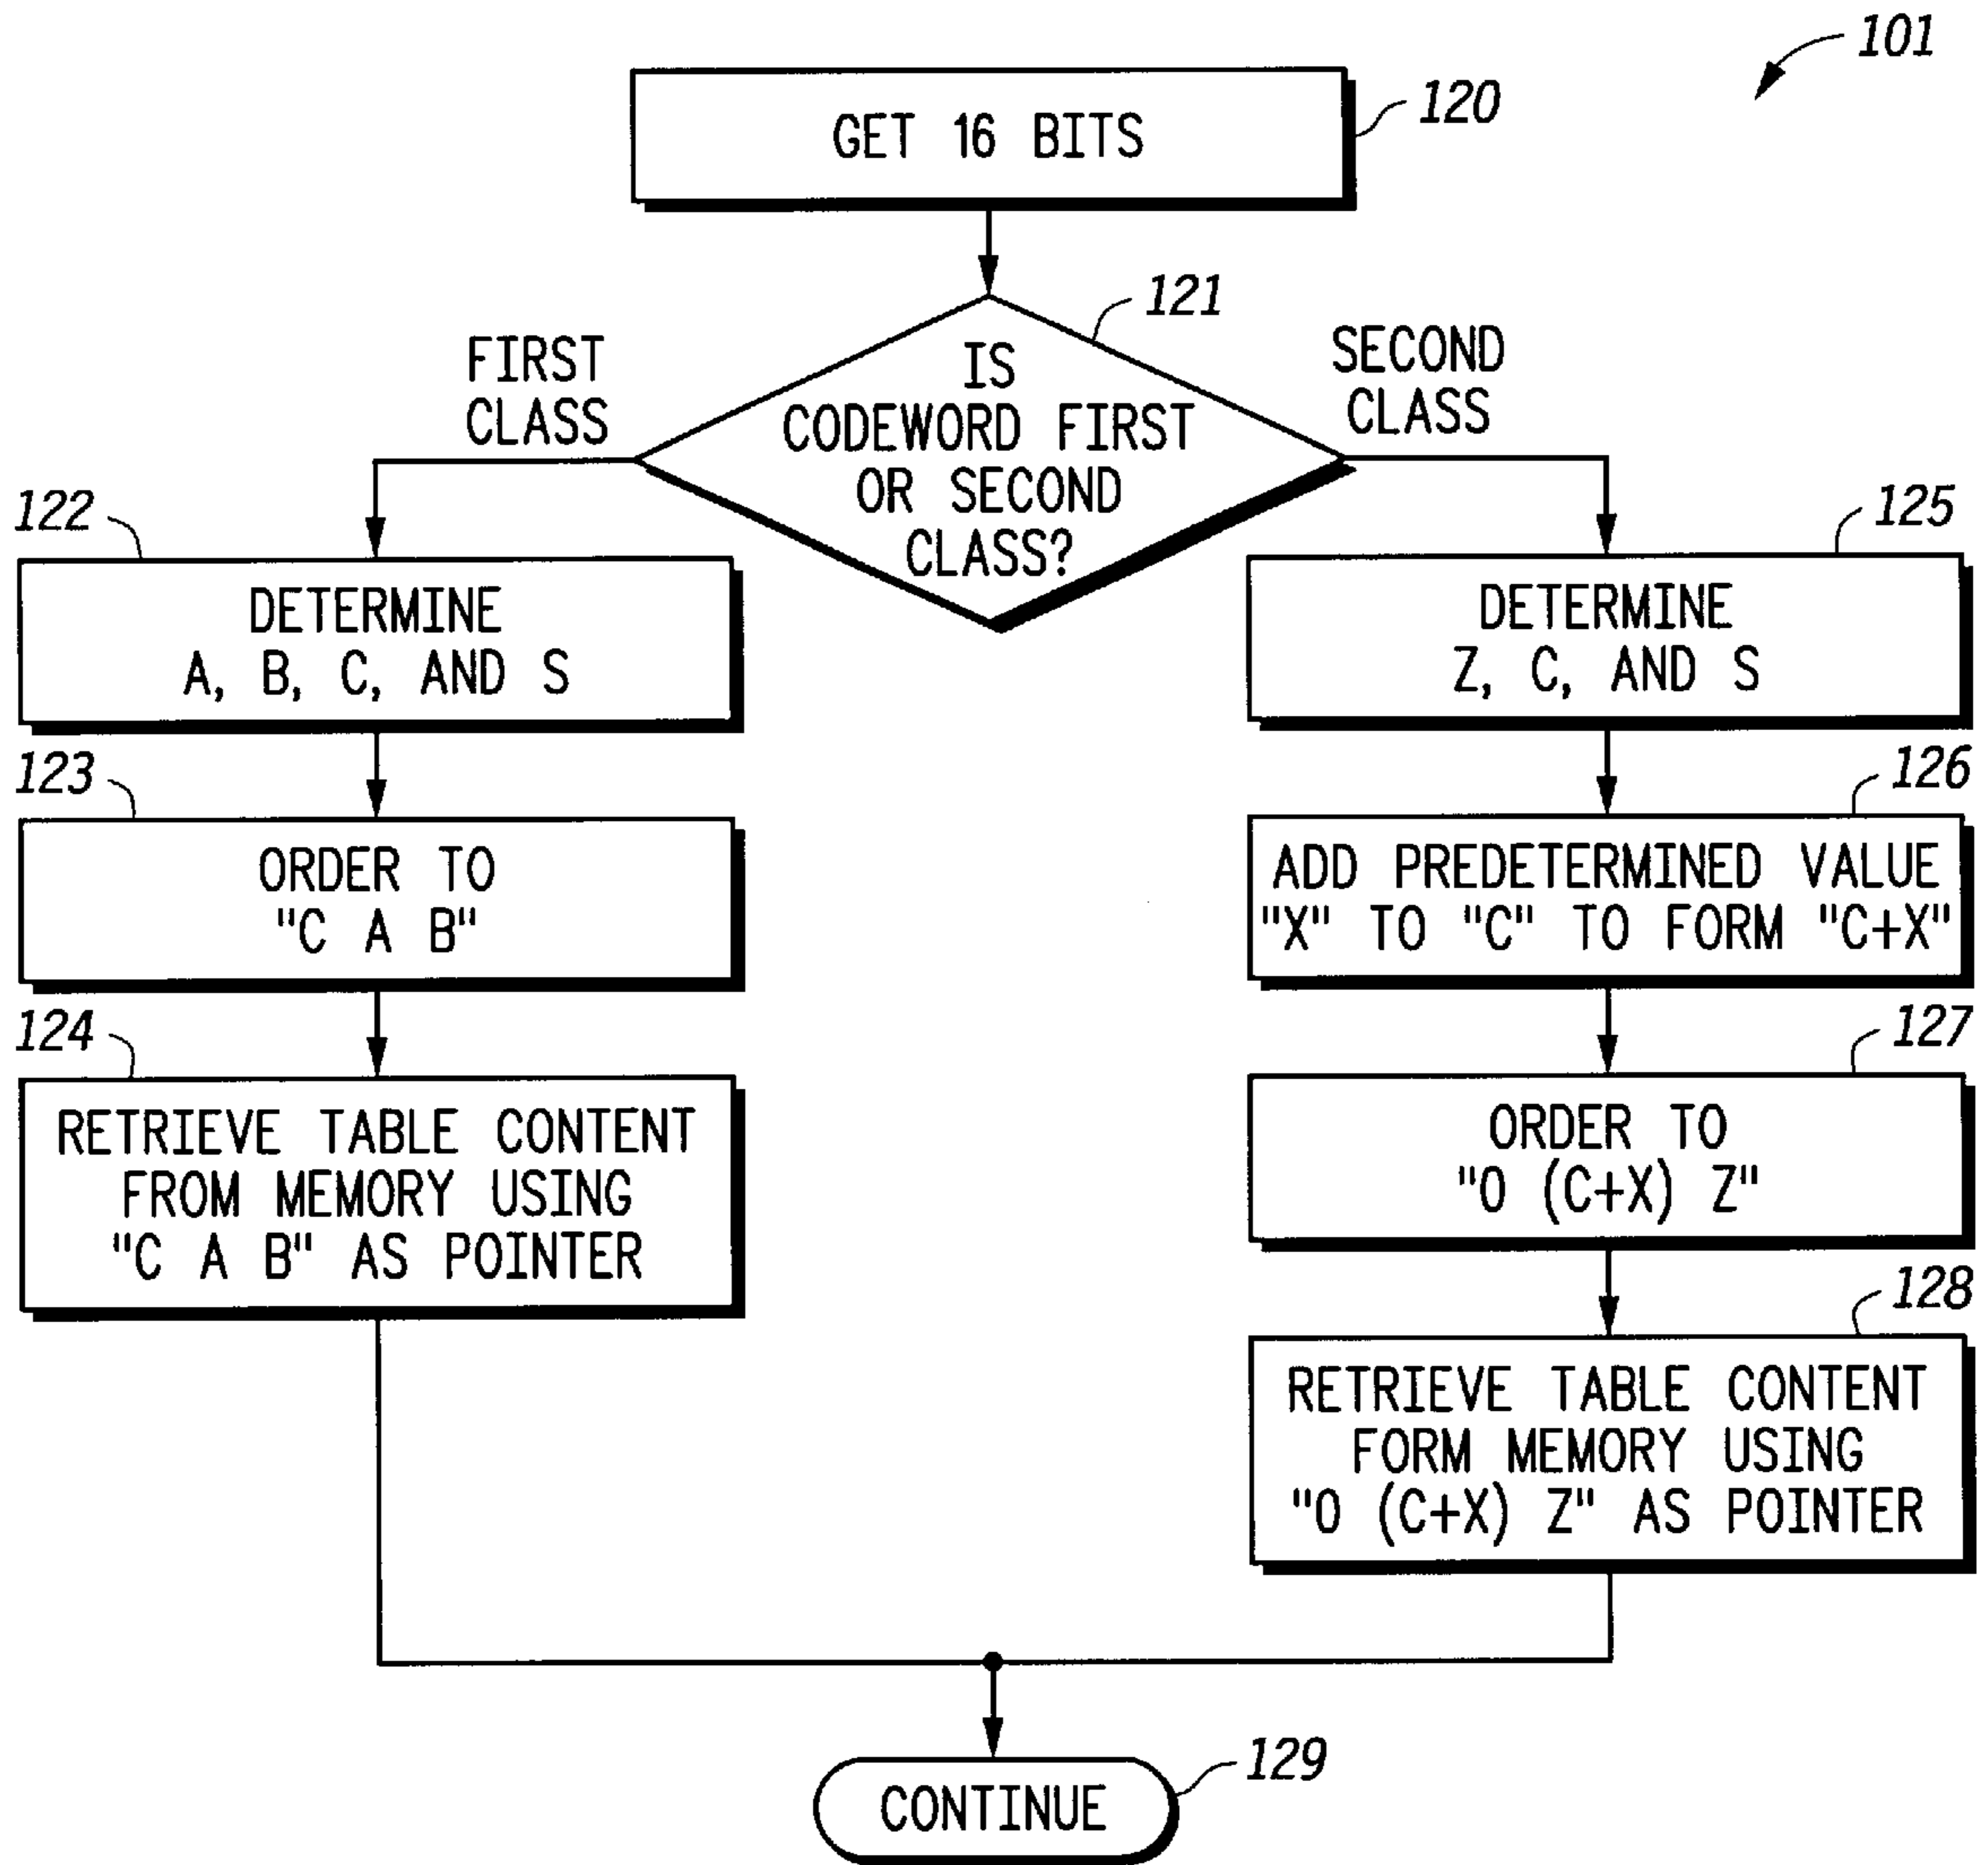 101
GET 16 BITS
120
121
IS
CODEWORD FIRST
OR SECOND
CLASS?
FIRST
CLASS
SECOND
CLASS
122
DETERMINE
A, B, C, AND S
123
ORDER TO
"C A B"
124
RETRIEVE TABLE CONTENT
FROM MEMORY USING
"C A B" AS POINTER
125
DETERMINE
Z, C, AND S
126
ADD PREDETERMINED VALUE
"X" TO "C" TO FORM "C+X"
127
ORDER TO
"0 (C+X) Z"
128
RETRIEVE TABLE CONTENT
FORM MEMORY USING
"0 (C+X) Z" AS POINTER
CONTINUE
129